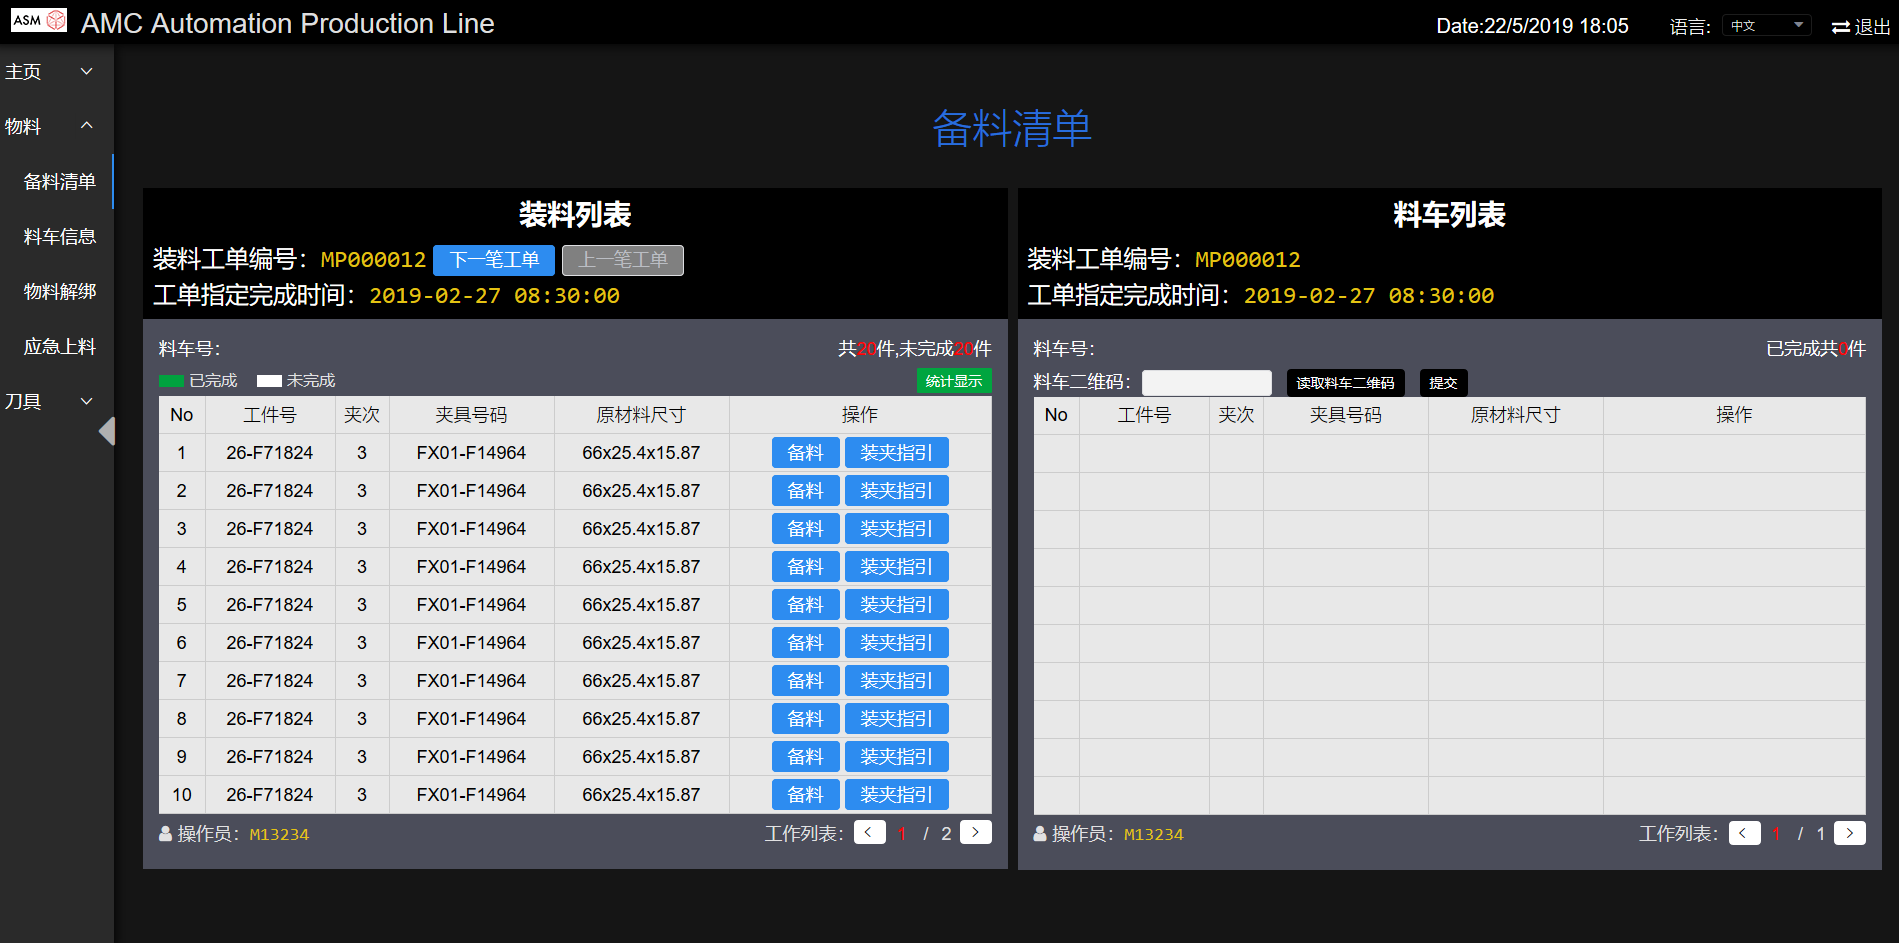 ASM AMC Automation Production Line Date:22/5/2019 18:05 语言: 中文 退出
主页
物料
备料清单
料车信息
物料解绑
应急上料
刀具
备料清单
装料列表
装料工单编号: MP000012 下一笔工单 上一笔工单
工单指定完成时间: 2019-02-27 08:30:00
料车号: 共20件,未完成20件
已完成 未完成 统计显示
No 工件号 夹次 夹具号码 原材料尺寸 操作
1 26-F71824 3 FX01-F14964 66x25.4x15.87 备料 装夹指引
2 26-F71824 3 FX01-F14964 66x25.4x15.87 备料 装夹指引
3 26-F71824 3 FX01-F14964 66x25.4x15.87 备料 装夹指引
4 26-F71824 3 FX01-F14964 66x25.4x15.87 备料 装夹指引
5 26-F71824 3 FX01-F14964 66x25.4x15.87 备料 装夹指引
6 26-F71824 3 FX01-F14964 66x25.4x15.87 备料 装夹指引
7 26-F71824 3 FX01-F14964 66x25.4x15.87 备料 装夹指引
8 26-F71824 3 FX01-F14964 66x25.4x15.87 备料 装夹指引
9 26-F71824 3 FX01-F14964 66x25.4x15.87 备料 装夹指引
10 26-F71824 3 FX01-F14964 66x25.4x15.87 备料 装夹指引
操作员: M13234 工作列表: < 1 / 2 >
料车列表
装料工单编号: MP000012
工单指定完成时间: 2019-02-27 08:30:00
料车号: 已完成共0件
料车二维码: 读取料车二维码 提交
No 工件号 夹次 夹具号码 原材料尺寸 操作
操作员: M13234 工作列表: < 1 / 1 >